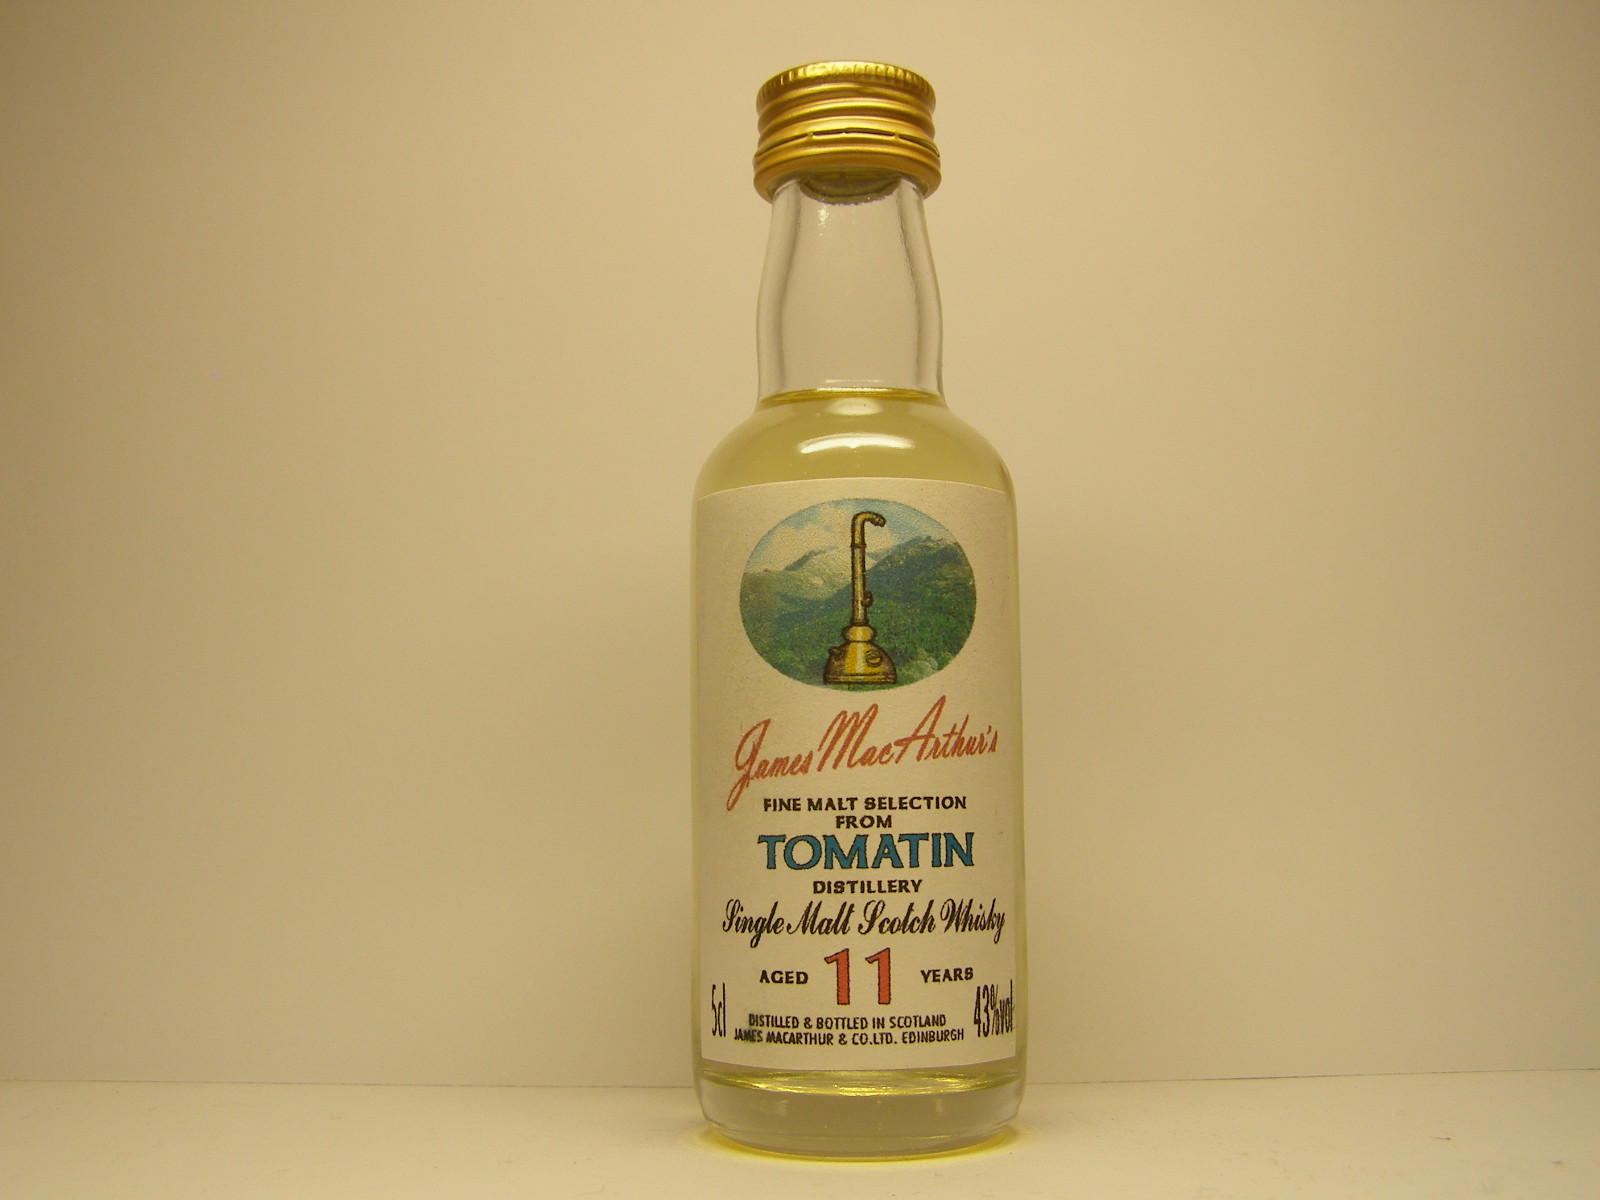 James MacArthur's
FINE MALT SELECTION
FROM
TOMATIN
DISTILLERY
Single Malt Scotch Whisky
AGED 11 YEARS
5cl
43%vol
DISTILLED & BOTTLED IN SCOTLAND
JAMES MACARTHUR & CO.LTD. EDINBURGH